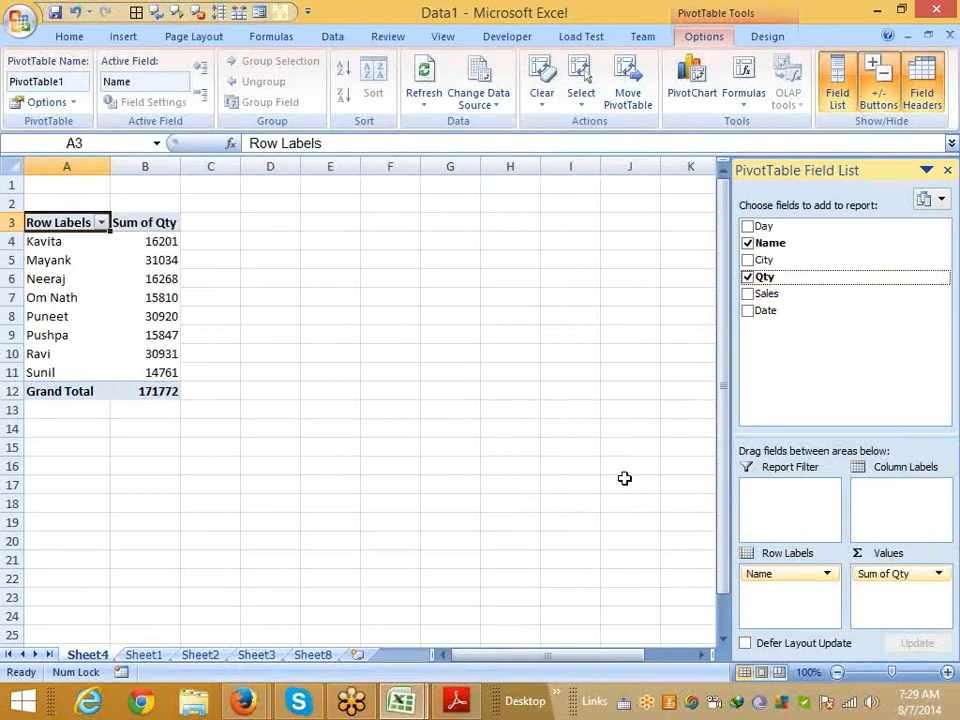 Data1 - Microsoft Excel
PivotTable Tools
Home Insert Page Layout Formulas Data Review View Developer Load Test Team Options Design
PivotTable Name:
PivotTable1
Options
PivotTable
Active Field:
Name
Field Settings
Active Field
Group Selection
Ungroup
Group Field
Group
Sort
Sort
Refresh
Change Data Source
Data
Clear
Select
Move PivotTable
Actions
PivotChart
Formulas
OLAP tools
Tools
Field List
+/- Buttons
Field Headers
Show/Hide
A3 fx Row Labels
A B C D E F G H I J K
1
2
3 Row Labels Sum of Qty
4 Kavita 16201
5 Mayank 31034
6 Neeraj 16268
7 Om Nath 15810
8 Puneet 30920
9 Pushpa 15847
10 Ravi 30931
11 Sunil 14761
12 Grand Total 171772
13
14
15
16
17
18
19
20
21
22
23
24
25
PivotTable Field List
Choose fields to add to report:
Day
Name
City
Qty
Sales
Date
Drag fields between areas below:
Report Filter
Column Labels
Row Labels
Σ Values
Name
Sum of Qty
Defer Layout Update
Update
Sheet4 Sheet1 Sheet2 Sheet3 Sheet8
Ready Num Lock
100%
Desktop
Links
7:29 AM
8/7/2014